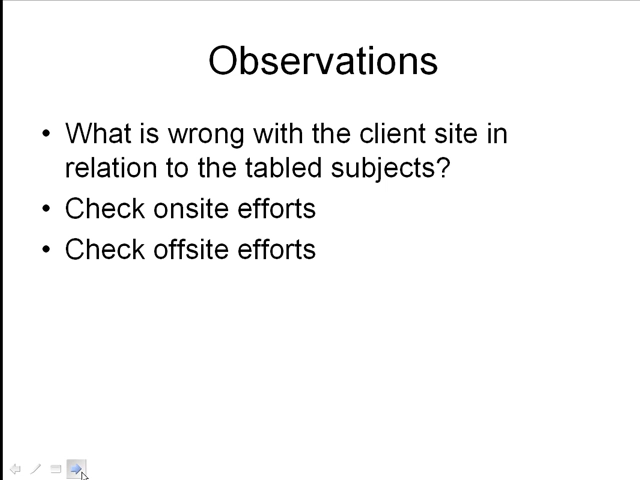 Observations
• What is wrong with the client site in
relation to the tabled subjects?
• Check onsite efforts
• Check offsite efforts